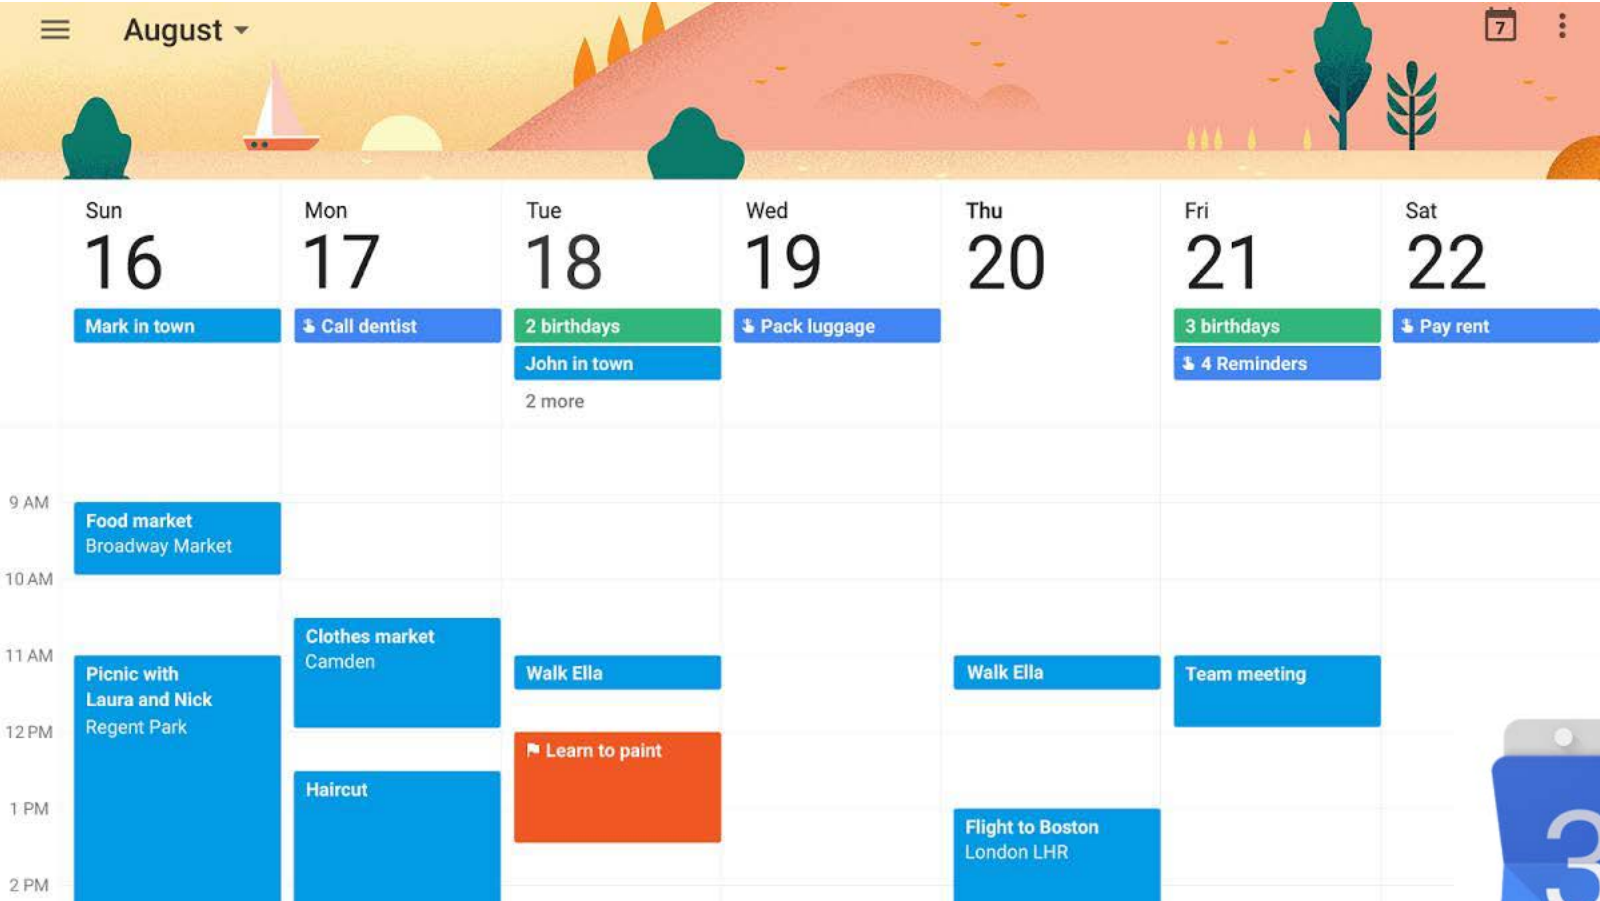 August
7
Sun
16
Mon
17
Tue
18
Wed
19
Thu
20
Fri
21
Sat
22
Mark in town
Call dentist
2 birthdays
Pack luggage
3 birthdays
Pay rent
John in town
4 Reminders
2 more
9 AM
Food market
Broadway Market
10 AM
Clothes market
Camden
11 AM
Picnic with
Laura and Nick
Regent Park
Walk Ella
Walk Ella
Team meeting
12 PM
Learn to paint
Haircut
1 PM
Flight to Boston
London LHR
2 PM
3